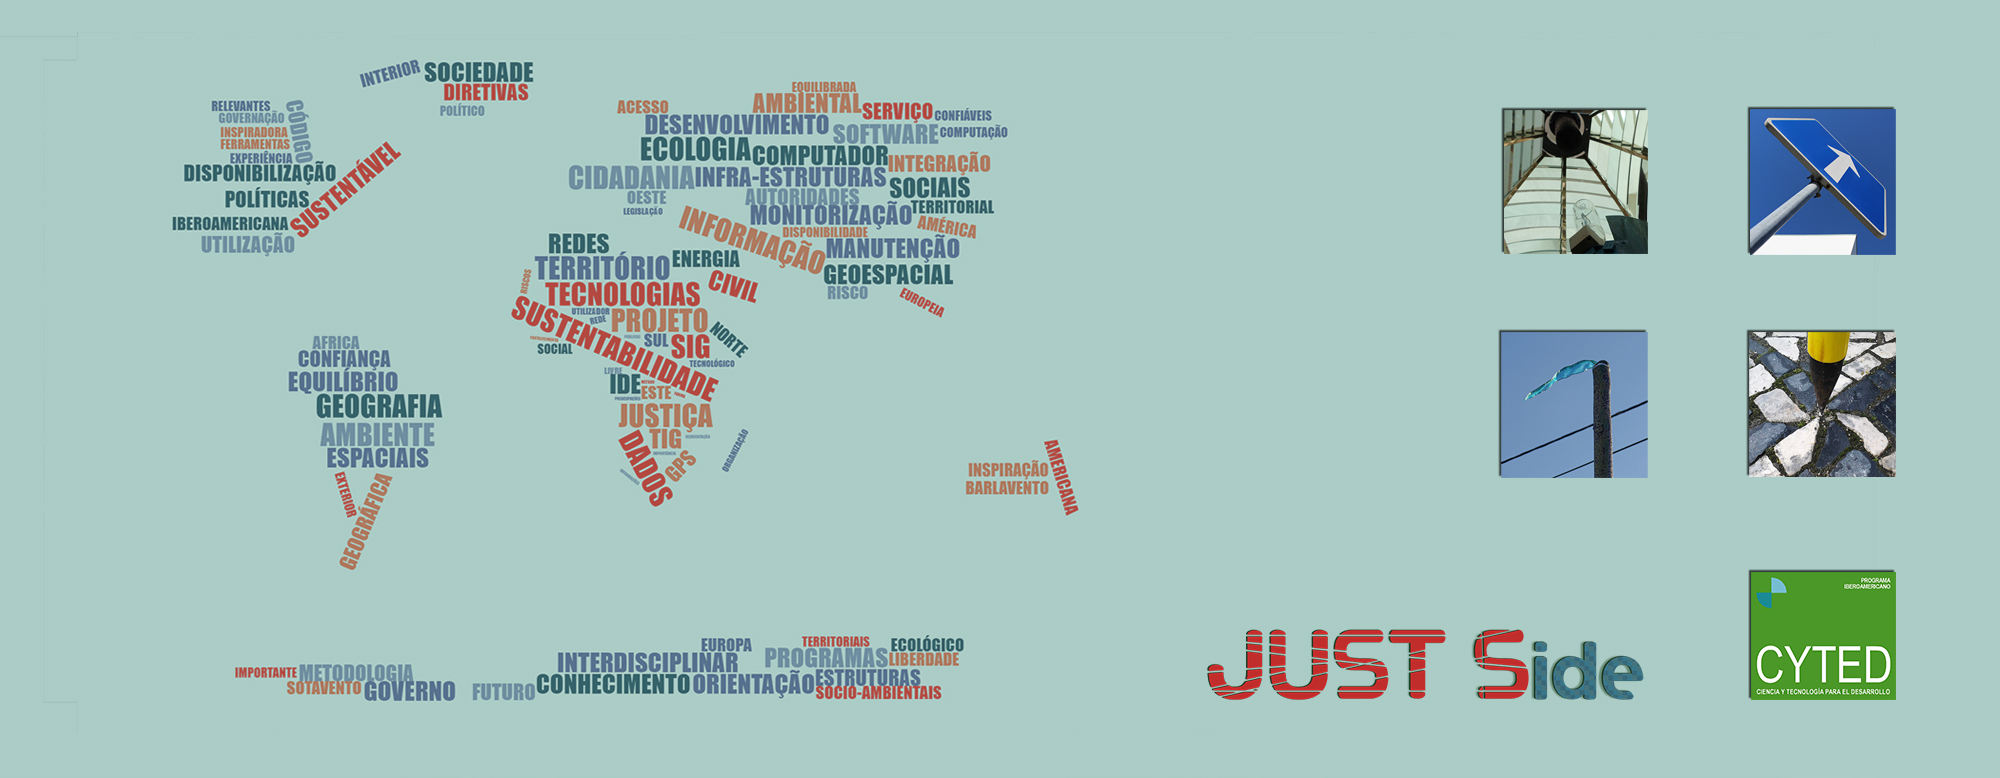 INTERIOR
SOCIEDADE
DIRETIVAS
POLÍTICO
RELEVANTES
GOVERNAÇÃO
CÓDIGO
INSPIRADORA
FERRAMENTAS
EXPERIÊNCIA
DISPONIBILIZAÇÃO
SUSTENTÁVEL
POLÍTICAS
IBEROAMERICANA
UTILIZAÇÃO
EQUILIBRADA
ACESSO
AMBIENTAL
SERVIÇO
CONFIÁVEIS
DESENVOLVIMENTO
SOFTWARE
COMPUTAÇÃO
ECOLOGIA
COMPUTADOR
INTEGRAÇÃO
CIDADANIA
INFRA-ESTRUTURAS
SOCIAIS
OESTE
AUTORIDADES
LEGISLAÇÃO
MONITORIZAÇÃO
TERRITORIAL
INFORMAÇÃO
DISPONIBILIDADE
AMÉRICA
MANUTENÇÃO
GEOESPACIAL
RISCO
EUROPEIA
REDES
TERRITÓRIO
ENERGIA
RISCOS
TECNOLOGIAS
CIVIL
UTILIZADOR
REDE
PROJETO
SUSTENTABILIDADE
NORTE
SUL
SIG
SOCIAL
TECNOLÓGICO
LIVRE
IDE
ESTE
JUSTIÇA
TIG
DADOS
GPS
ORGANIZAÇÃO
AFRICA
CONFIANÇA
EQUILÍBRIO
GEOGRAFIA
AMBIENTE
ESPACIAIS
EXTERIOR
GEOGRÁFICA
INSPIRAÇÃO
BARLAVENTO
AMERICANA
IMPORTANTE
METODOLOGIA
SOTAVENTO
GOVERNO
FUTURO
EUROPA
TERRITORIAIS
ECOLÓGICO
INTERDISCIPLINAR
PROGRAMAS
LIBERDADE
CONHECIMENTO
ORIENTAÇÃO
ESTRUTURAS
SÓCIO-AMBIENTAIS
JUST Side
PROGRAMA
IBEROAMERICANO
CYTED
CIENCIA Y TECNOLOGÍA PARA EL DESARROLLO